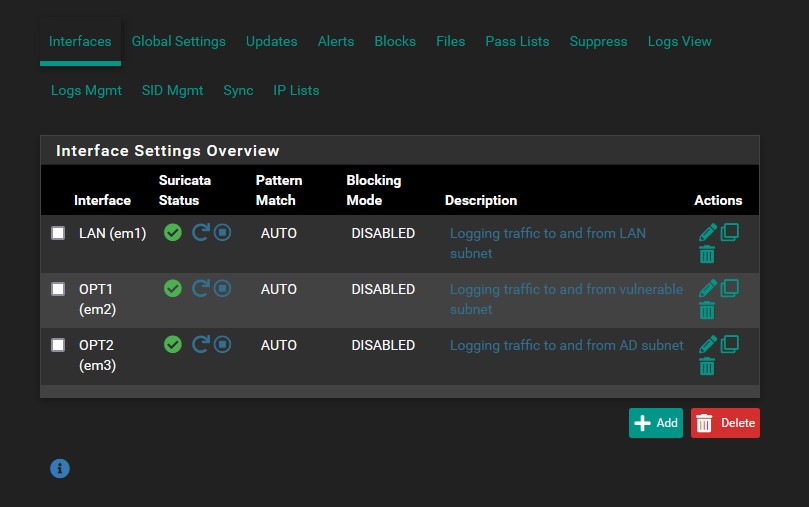 Interfaces Global Settings Updates Alerts Blocks Files Pass Lists Suppress Logs View
Logs Mgmt SID Mgmt Sync IP Lists
Interface Settings Overview
Interface Suricata Status Pattern Match Blocking Mode Description Actions
LAN (em1) AUTO DISABLED Logging traffic to and from LAN
subnet
OPT1 AUTO DISABLED Logging traffic to and from vulnerable
(em2) subnet
OPT2 AUTO DISABLED Logging traffic to and from AD subnet
(em3)
Add Delete